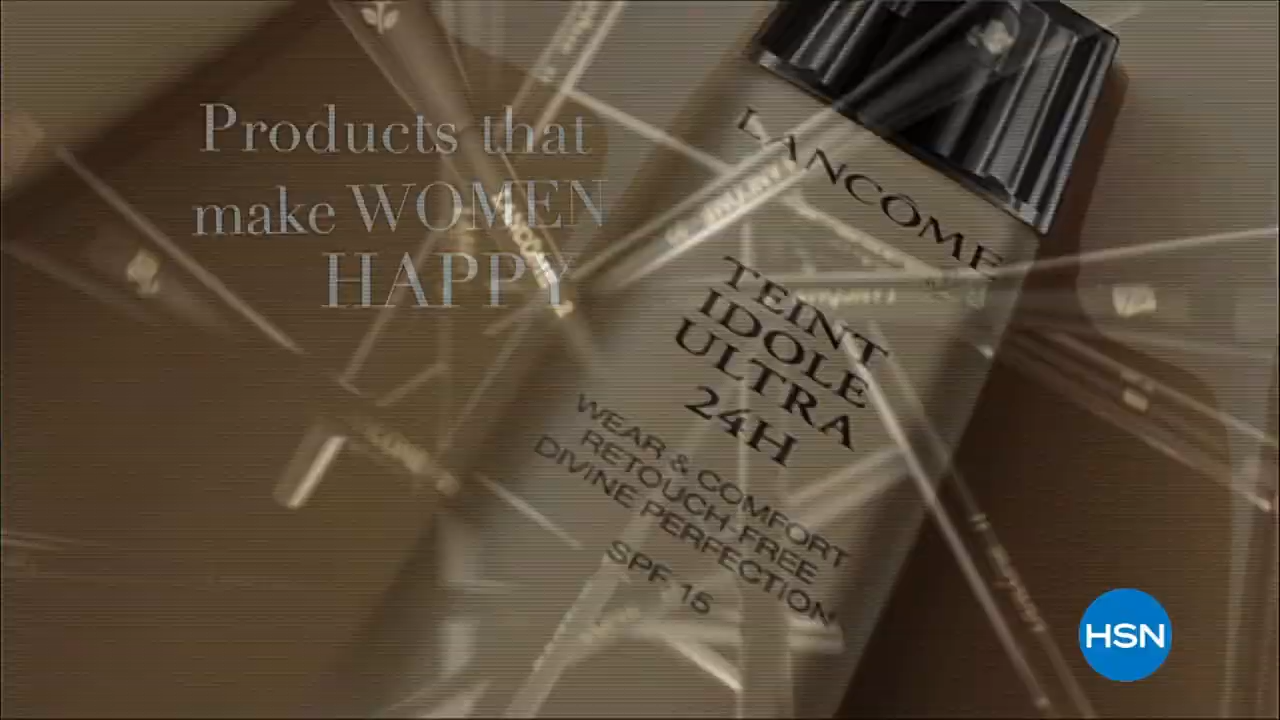 Products that
make WOMEN
HAPPY
LANCÔME
TEINT
IDOLE
ULTRA
24H
WEAR & COMFORT
RETOUCH-FREE
DIVINE PERFECTION
SPF 15
HSN